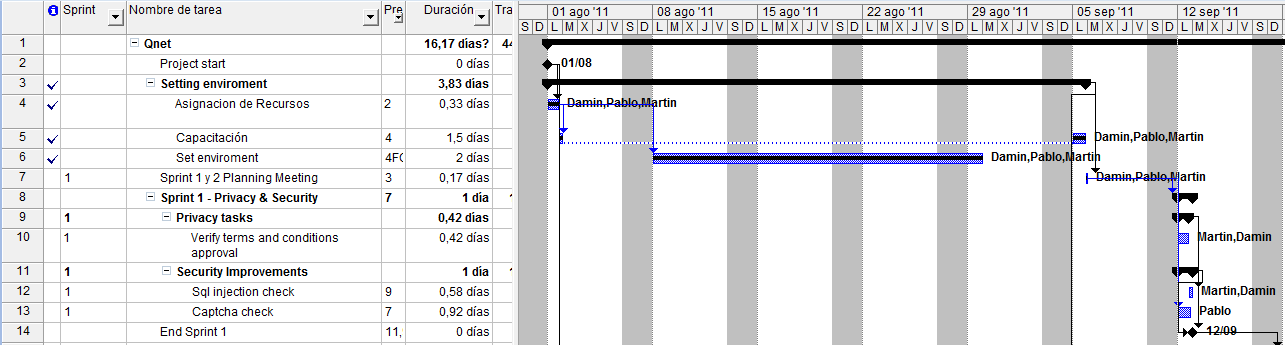 Sprint Nombre de tarea Pre Duración Tra 01 ago '11 08 ago '11 15 ago '11 22 ago '11 29 ago '11 05 sep '11 12 sep '11
S D L M X J V S D L M X J V S D L M X J V S D L M X J V S D L M X J V S D L M X J V S D L M X J V S D
1 Qnet 16,17 días? 44
2 Project start 0 días 01/08
3 Setting enviroment 3,83 días
4 Asignacion de Recursos 2 0,33 días Damin,Pablo,Martin
5 Capacitación 4 1,5 días Damin,Pablo,Martin
6 Set enviroment 4FC 2 días Damin,Pablo,Martin
7 1 Sprint 1 y 2 Planning Meeting 3 0,17 días Damin,Pablo,Martin
8 Sprint 1 - Privacy & Security 7 1 día
9 1 Privacy tasks 0,42 días
10 1 Verify terms and conditions 0,42 días Martin,Damin
approval
11 1 Security Improvements 1 día
12 1 Sql injection check 9 0,58 días Martin,Damin
13 1 Captcha check 7 0,92 días Pablo
14 End Sprint 1 11, 0 días 12/09